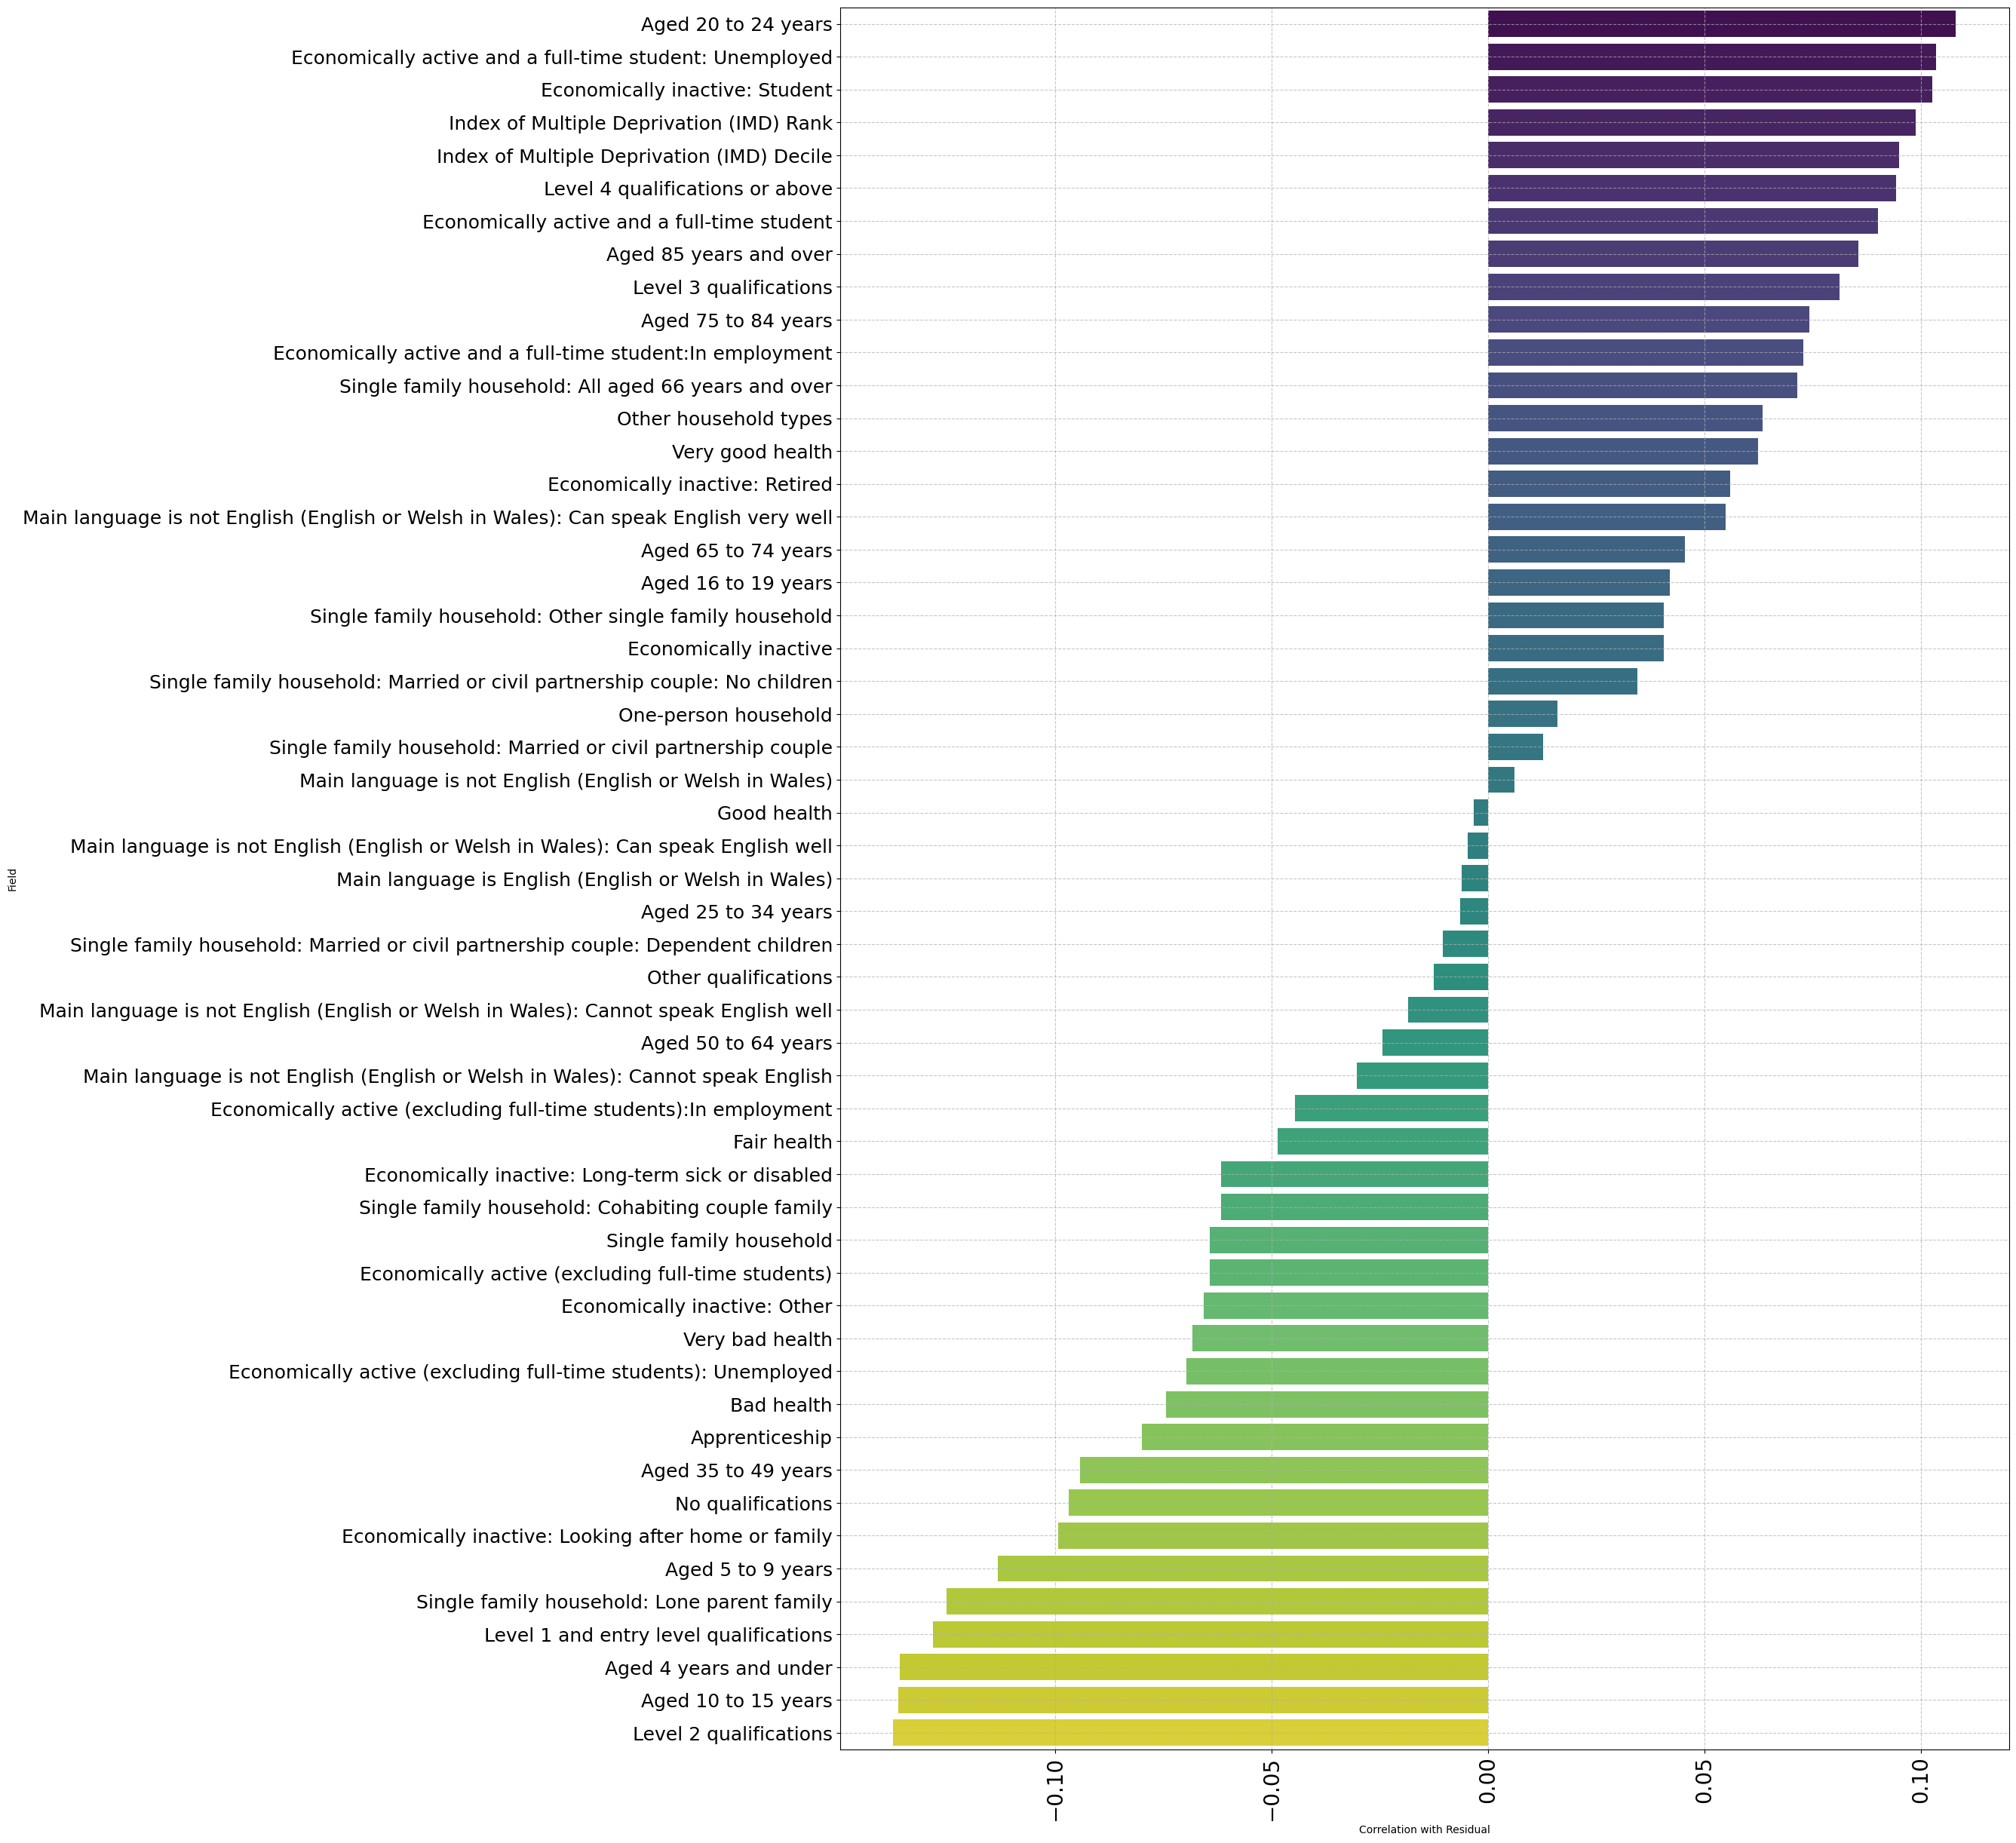 Aged 20 to 24 years
Economically active and a full-time student: Unemployed
Economically inactive: Student
Index of Multiple Deprivation (IMD) Rank
Index of Multiple Deprivation (IMD) Decile
Level 4 qualifications or above
Economically active and a full-time student
Aged 85 years and over
Level 3 qualifications
Aged 75 to 84 years
Economically active and a full-time student:In employment
Single family household: All aged 66 years and over
Other household types
Very good health
Economically inactive: Retired
Main language is not English (English or Welsh in Wales): Can speak English very well
Aged 65 to 74 years
Aged 16 to 19 years
Single family household: Other single family household
Economically inactive
Single family household: Married or civil partnership couple: No children
One-person household
Single family household: Married or civil partnership couple
Main language is not English (English or Welsh in Wales)
Good health
Main language is not English (English or Welsh in Wales): Can speak English well
Main language is English (English or Welsh in Wales)
Aged 25 to 34 years
Single family household: Married or civil partnership couple: Dependent children
Other qualifications
Main language is not English (English or Welsh in Wales): Cannot speak English well
Aged 50 to 64 years
Main language is not English (English or Welsh in Wales): Cannot speak English
Economically active (excluding full-time students):In employment
Fair health
Economically inactive: Long-term sick or disabled
Single family household: Cohabiting couple family
Single family household
Economically active (excluding full-time students)
Economically inactive: Other
Very bad health
Economically active (excluding full-time students): Unemployed
Bad health
Apprenticeship
Aged 35 to 49 years
No qualifications
Economically inactive: Looking after home or family
Aged 5 to 9 years
Single family household: Lone parent family
Level 1 and entry level qualifications
Aged 4 years and under
Aged 10 to 15 years
Level 2 qualifications
Field
−0.10
−0.05
0.00
0.05
0.10
Correlation with Residual